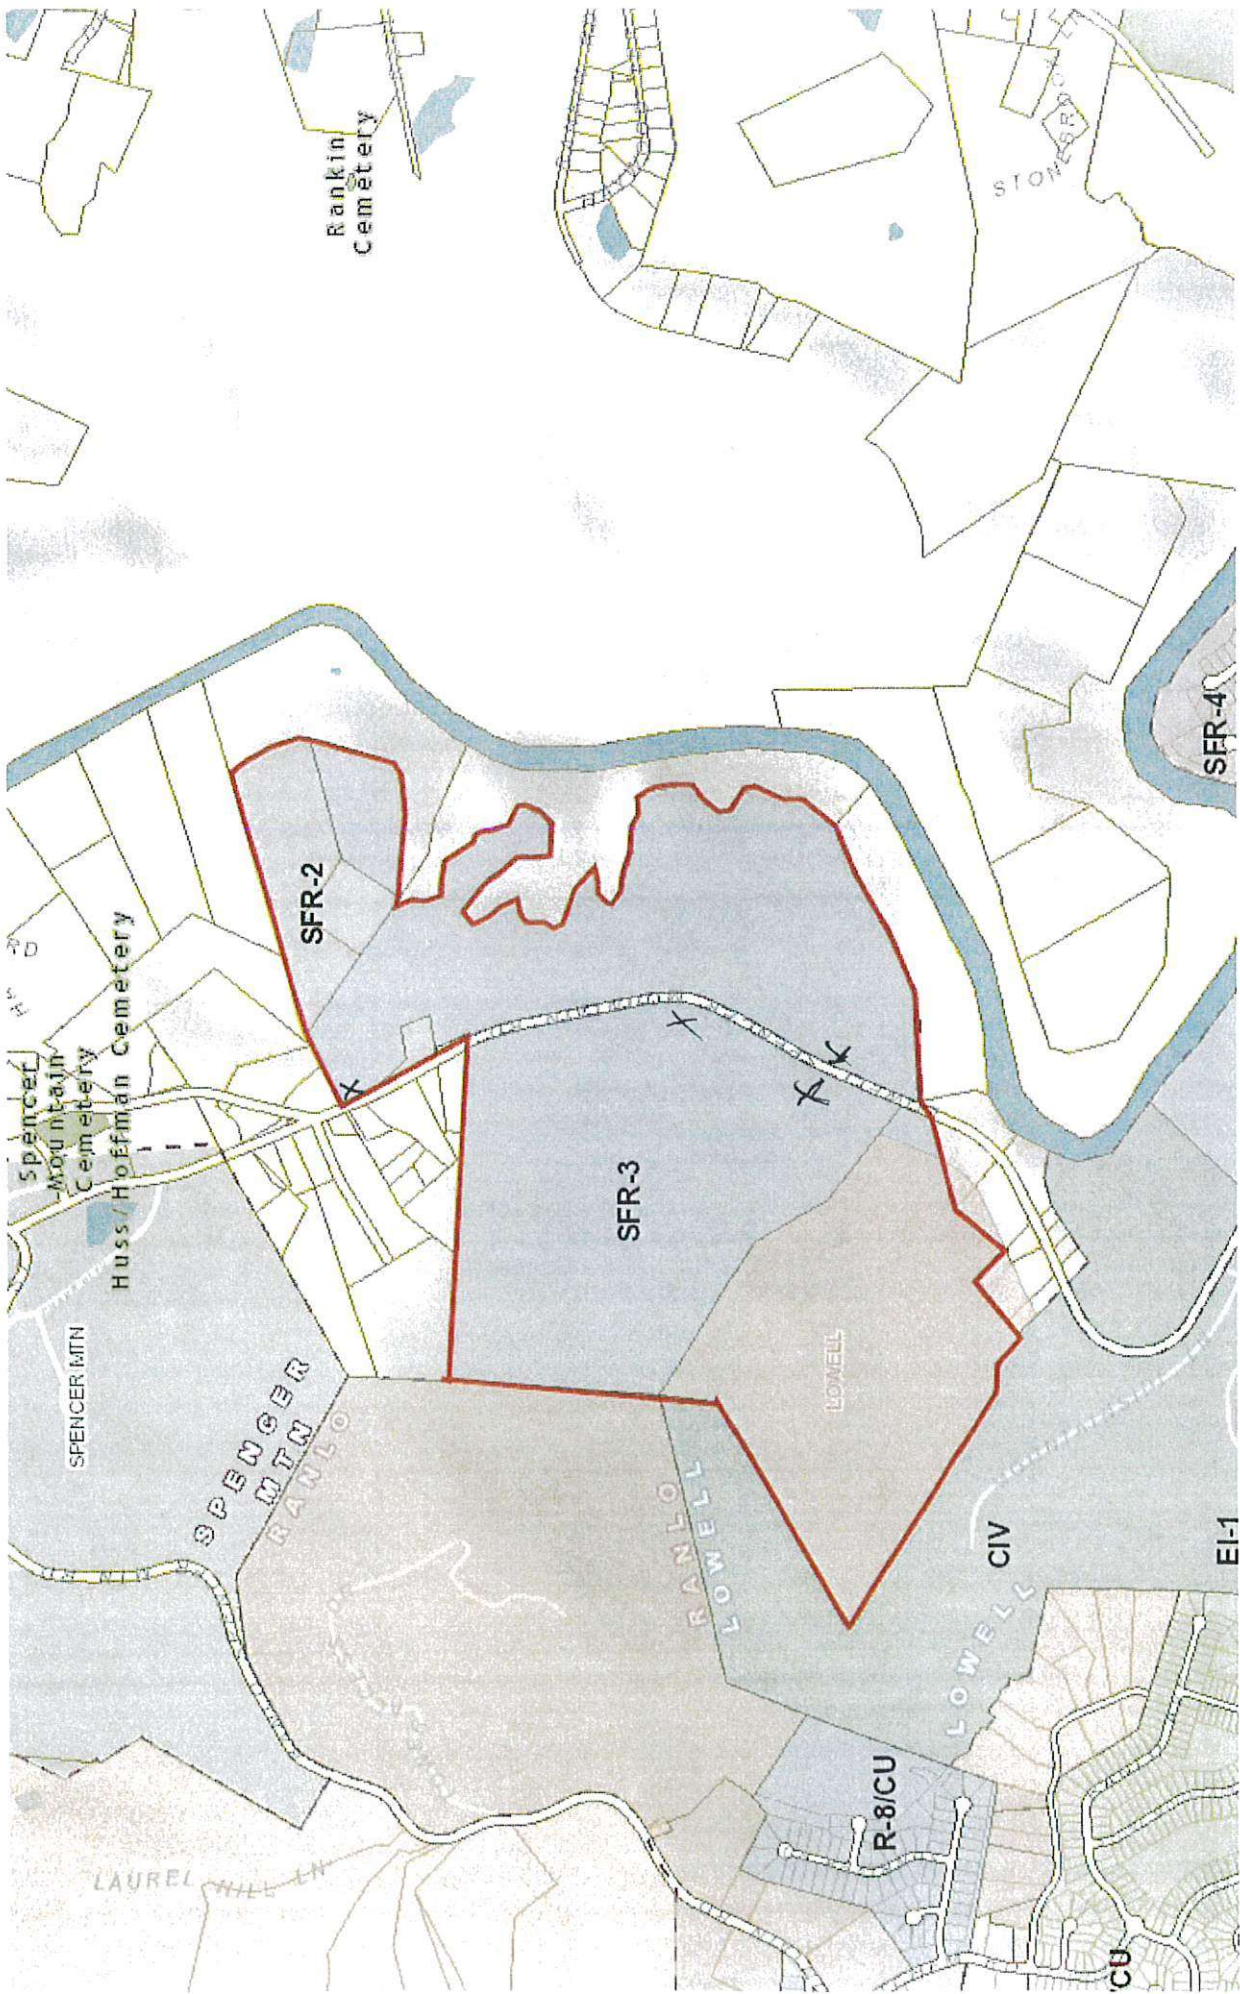 Rankin
Cemetery
Spencer
Mountain
Cemetery
Huss/Hoffman Cemetery
SPENCER MTN
SPENCER
MTN
RANLO
SFR-2
SFR-3
SFR-4
RANLO
LOWELL
LOWELL
LOWELL
CIV
EI-1
R-8/CU
/CU
LAUREL HILL LN
x
x
x
x